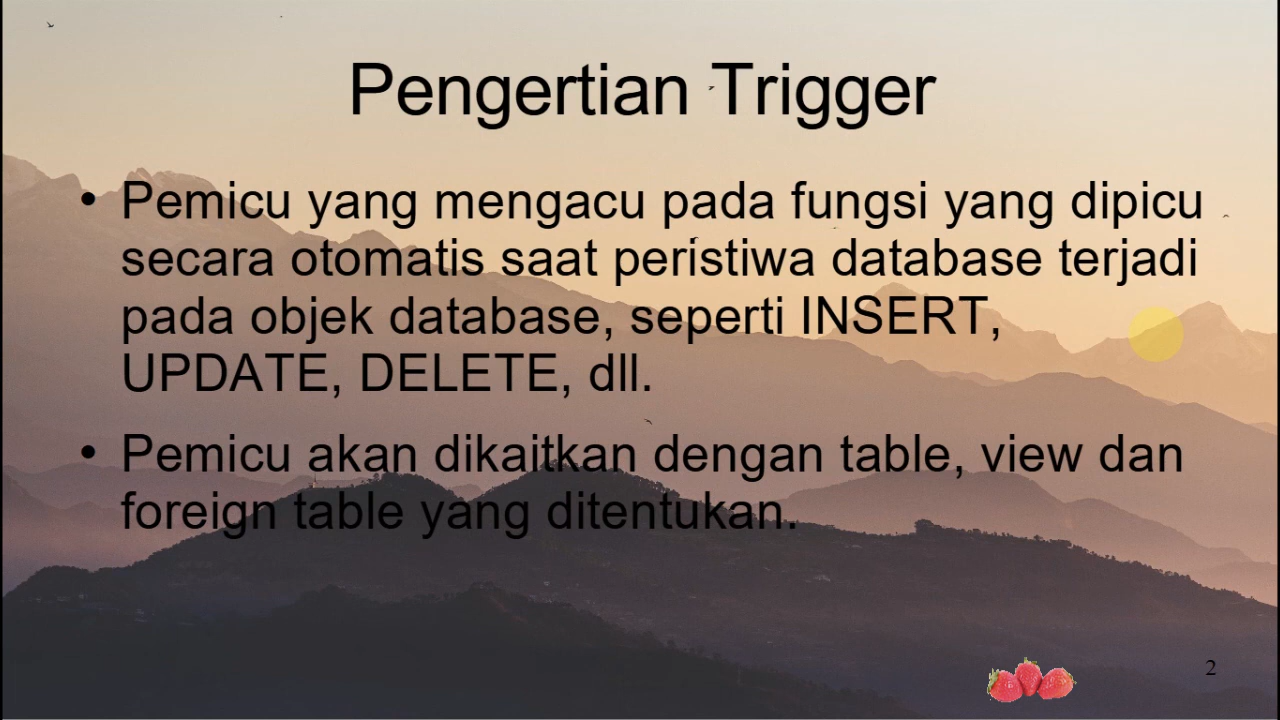 Pengertian Trigger
• Pemicu yang mengacu pada fungsi yang dipicu
secara otomatis saat peristiwa database terjadi
pada objek database, seperti INSERT,
UPDATE, DELETE, dll.
• Pemicu akan dikaitkan dengan table, view dan
foreign table yang ditentukan.
2